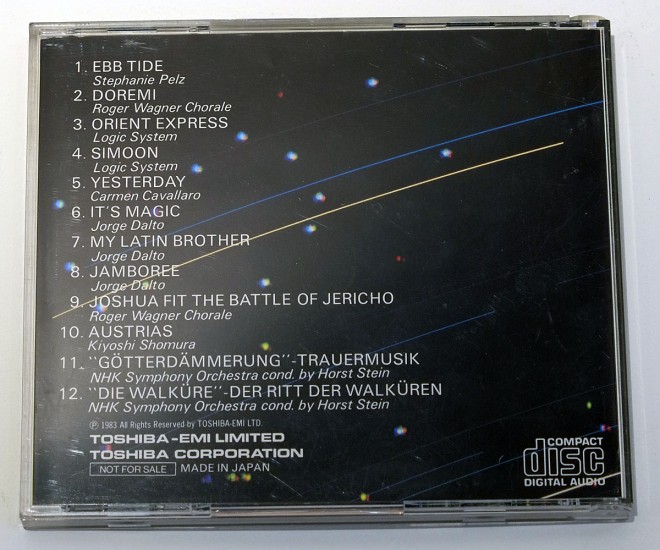 1. EBB TIDE
Stephanie Pelz
2. DOREMI
Roger Wagner Chorale
3. ORIENT EXPRESS
Logic System
4. SIMOON
Logic System
5. YESTERDAY
Carmen Cavallaro
6. IT'S MAGIC
Jorge Dalto
7. MY LATIN BROTHER
Jorge Dalto
8. JAMBOREE
Jorge Dalto
9. JOSHUA FIT THE BATTLE OF JERICHO
Roger Wagner Chorale
10. AUSTRIAS
Kiyoshi Shomura
11. "GÖTTERDÄMMERUNG"-TRAUERMUSIK
NHK Symphony Orchestra cond. by Horst Stein
12. "DIE WALKÜRE"-DER RITT DER WALKÜREN
NHK Symphony Orchestra cond. by Horst Stein
℗ 1983 All Rights Reserved by TOSHIBA-EMI LTD.
TOSHIBA-EMI LIMITED
TOSHIBA CORPORATION
NOT FOR SALE MADE IN JAPAN
COMPACT
disc
DIGITAL AUDIO